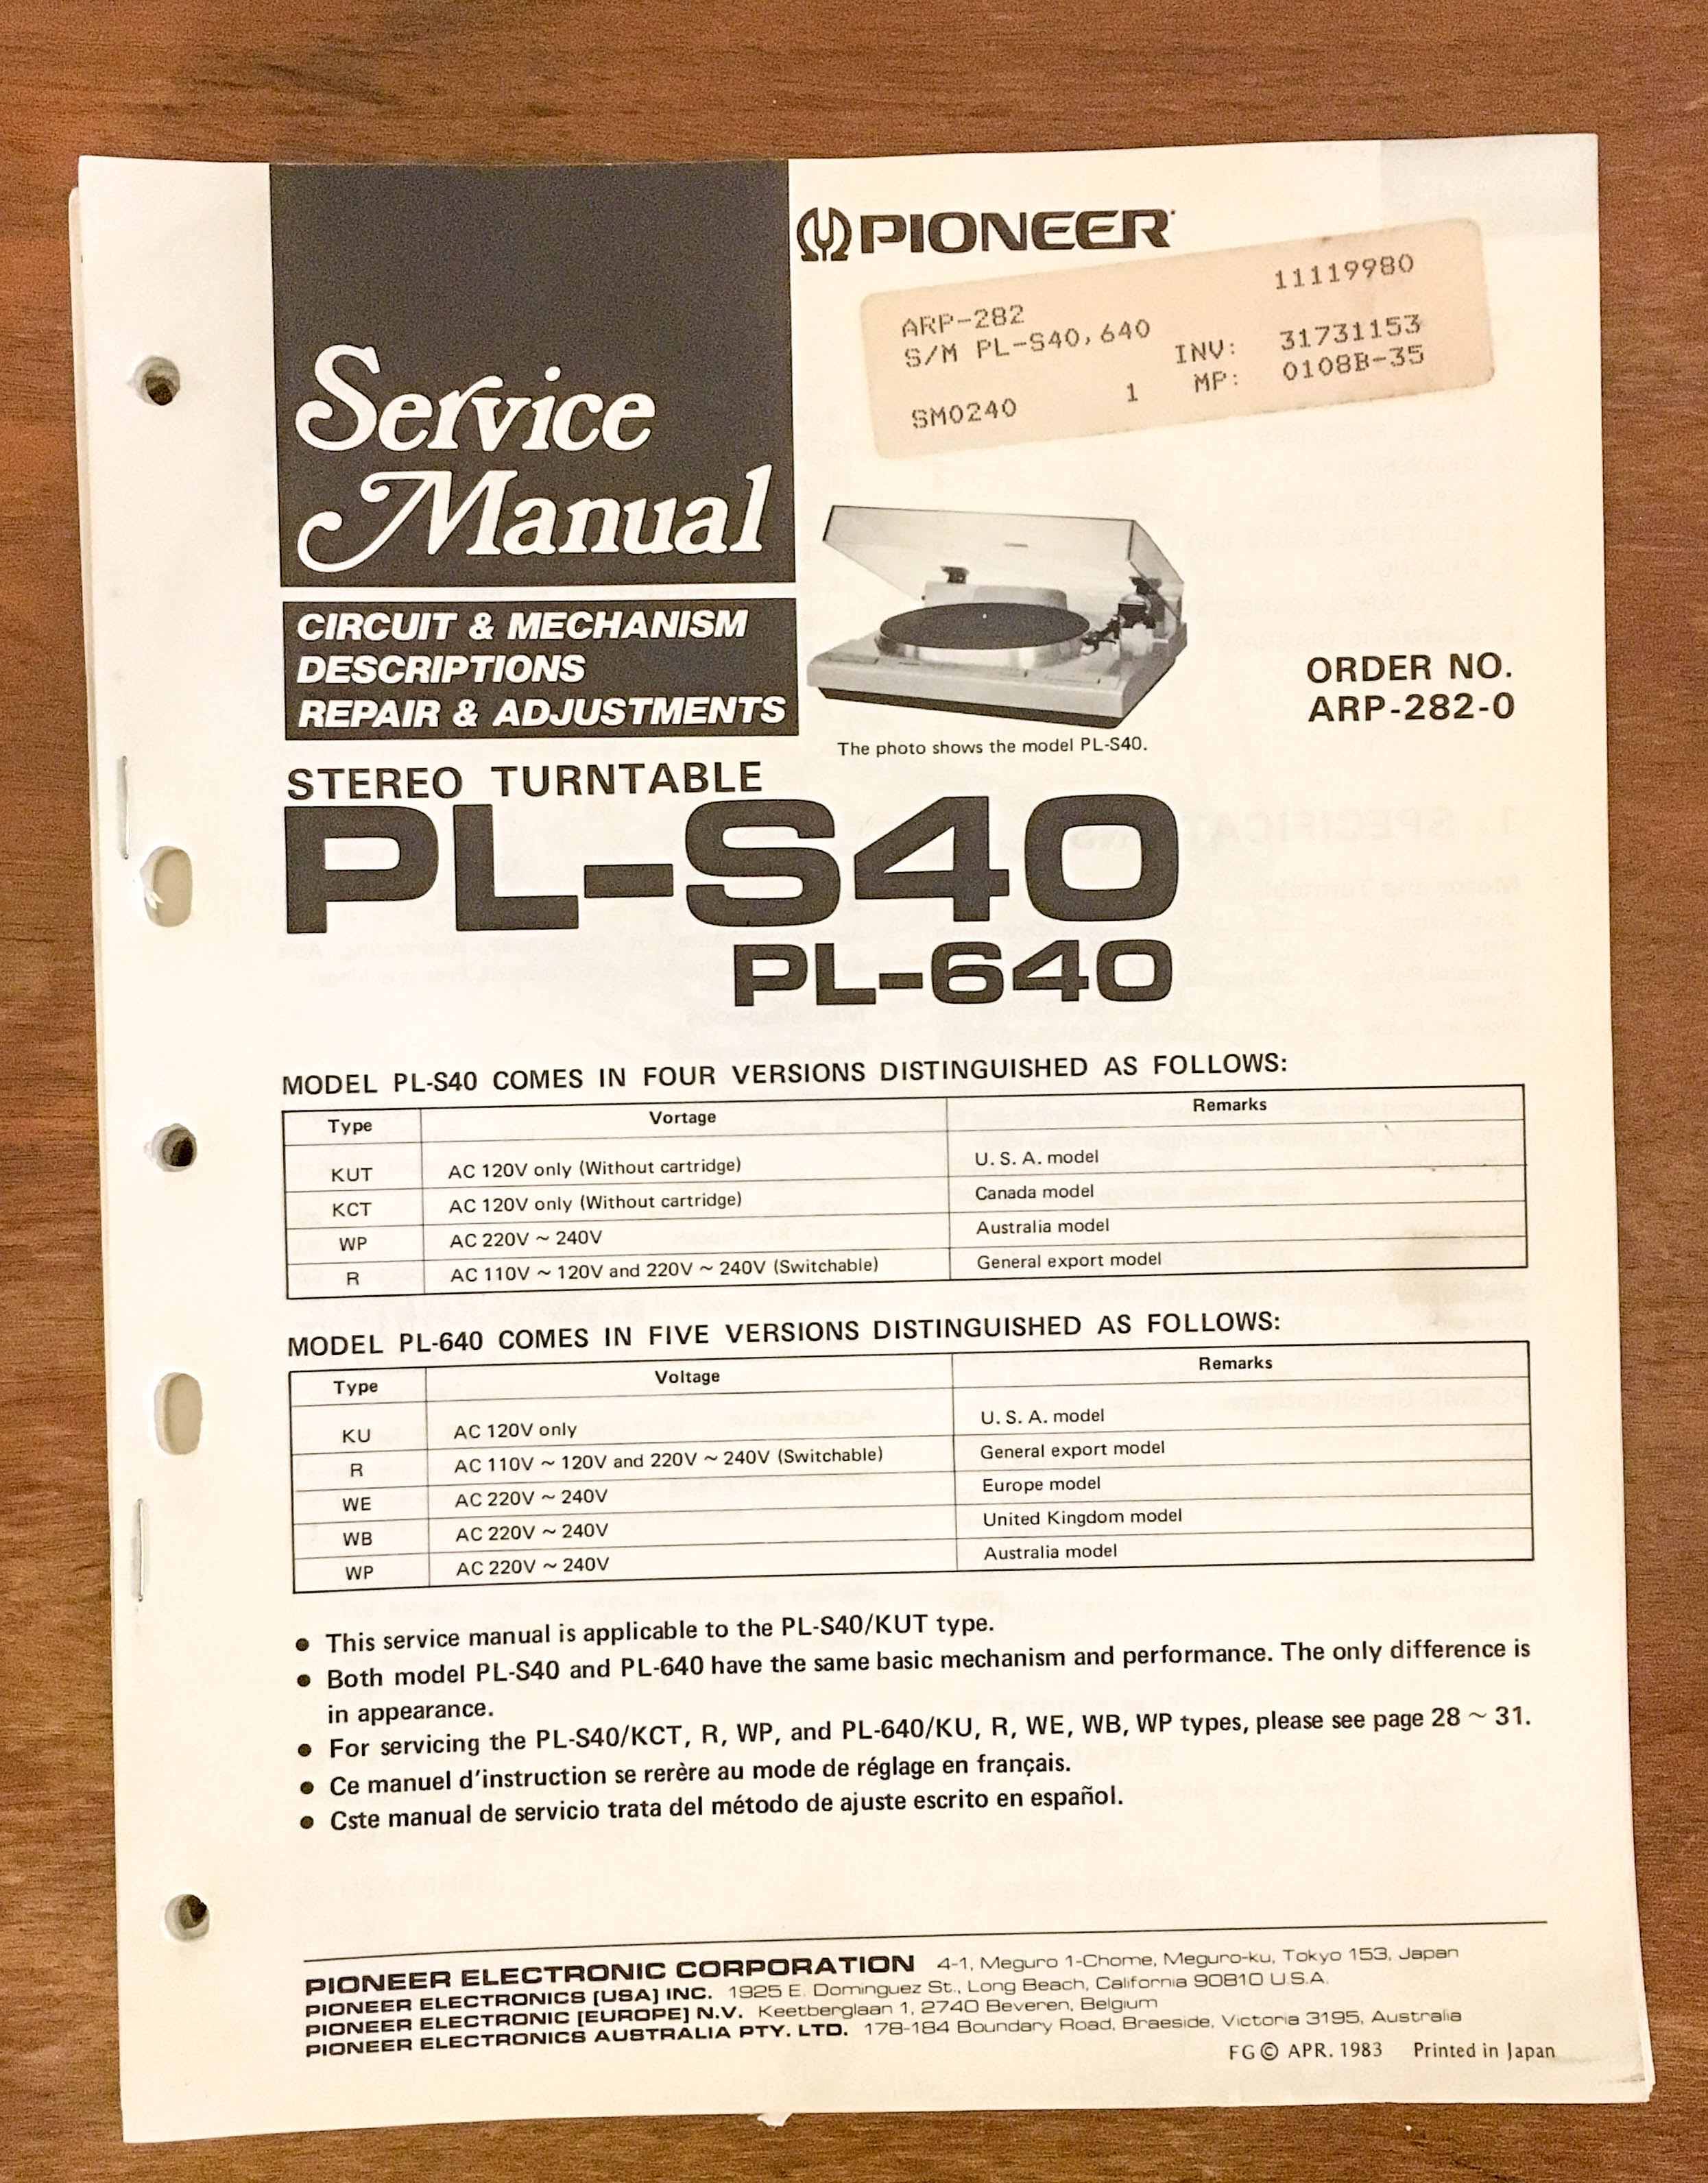 PIONEER
11119980
ARP-282
S/M PL-S40,640
INV: 31731153
MP: 0108B-35
SM0240 1
Service
Manual
CIRCUIT & MECHANISM
DESCRIPTIONS
REPAIR & ADJUSTMENTS
ORDER NO.
ARP-282-0
The photo shows the model PL-S40.
STEREO TURNTABLE
PL-S40
PL-640
MODEL PL-S40 COMES IN FOUR VERSIONS DISTINGUISHED AS FOLLOWS:
Type Vortage Remarks
KUT AC 120V only (Without cartridge) U. S. A. model
KCT AC 120V only (Without cartridge) Canada model
WP AC 220V ~ 240V Australia model
R AC 110V ~ 120V and 220V ~ 240V (Switchable) General export model
MODEL PL-640 COMES IN FIVE VERSIONS DISTINGUISHED AS FOLLOWS:
Type Voltage Remarks
KU AC 120V only U. S. A. model
R AC 110V ~ 120V and 220V ~ 240V (Switchable) General export model
WE AC 220V ~ 240V Europe model
WB AC 220V ~ 240V United Kingdom model
WP AC 220V ~ 240V Australia model
● This service manual is applicable to the PL-S40/KUT type.
● Both model PL-S40 and PL-640 have the same basic mechanism and performance. The only difference is
in appearance.
● For servicing the PL-S40/KCT, R, WP, and PL-640/KU, R, WE, WB, WP types, please see page 28 ~ 31.
● Ce manuel d'instruction se rerère au mode de réglage en français.
● Cste manual de servicio trata del método de ajuste escrito en español.
PIONEER ELECTRONIC CORPORATION 4-1, Meguro 1-Chome, Meguro-ku, Tokyo 153, Japan
PIONEER ELECTRONICS [USA] INC. 1925 E. Dominguez St., Long Beach, California 90810 U.S.A.
PIONEER ELECTRONIC [EUROPE] N.V. Keetberglaan 1, 2740 Beveren, Belgium
PIONEER ELECTRONICS AUSTRALIA PTY. LTD. 178-184 Boundary Road, Braeside, Victoria 3195, Australia
FG © APR. 1983 Printed in Japan